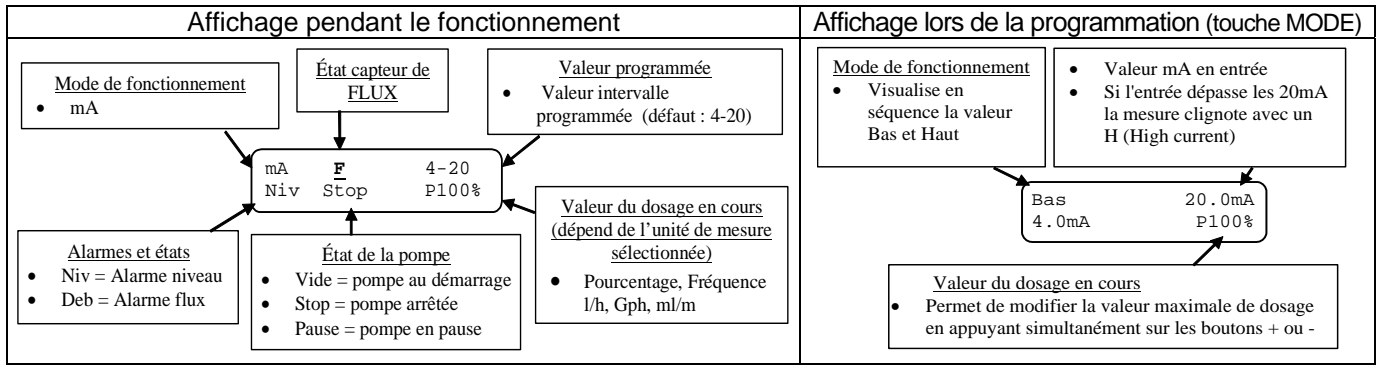 Affichage pendant le fonctionnement
Mode de fonctionnement
• mA
État capteur de
FLUX
Valeur programmée
• Valeur intervalle
programmée (défaut : 4-20)
mA F 4-20
Niv Stop P100%
Alarmes et états
• Niv = Alarme niveau
• Deb = Alarme flux
État de la pompe
• Vide = pompe au démarrage
• Stop = pompe arrêtée
• Pause = pompe en pause
Valeur du dosage en cours
(dépend de l’unité de mesure
sélectionnée)
• Pourcentage, Fréquence
l/h, Gph, ml/m
Affichage lors de la programmation (touche MODE)
Mode de fonctionnement
• Visualise en
séquence la valeur
Bas et Haut
• Valeur mA en entrée
• Si l'entrée dépasse les 20mA
la mesure clignote avec un
H (High current)
Bas 20.0mA
4.0mA P100%
Valeur du dosage en cours
• Permet de modifier la valeur maximale de dosage
en appuyant simultanément sur les boutons + ou -